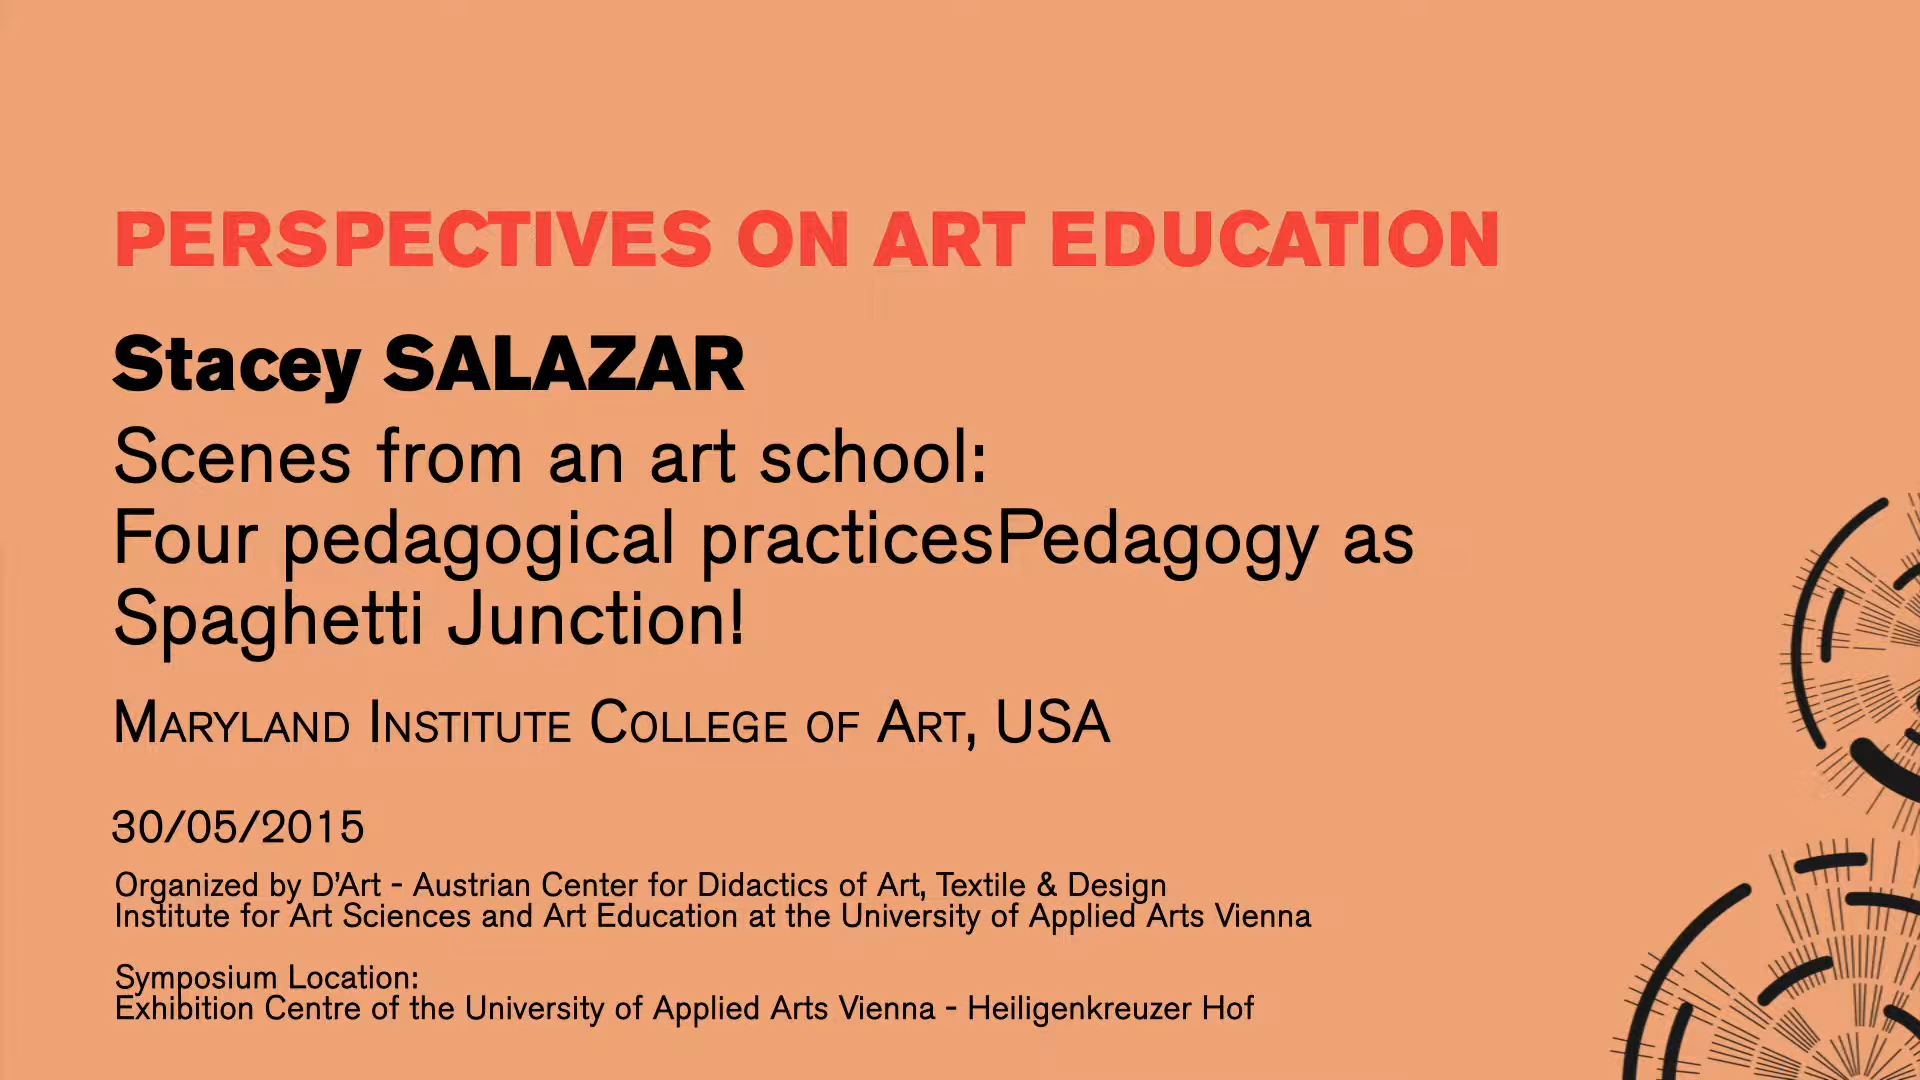 PERSPECTIVES ON ART EDUCATION
Stacey SALAZAR
Scenes from an art school:
Four pedagogical practicesPedagogy as
Spaghetti Junction!
MARYLAND INSTITUTE COLLEGE OF ART, USA
30/05/2015
Organized by D’Art - Austrian Center for Didactics of Art, Textile & Design
Institute for Art Sciences and Art Education at the University of Applied Arts Vienna
Symposium Location:
Exhibition Centre of the University of Applied Arts Vienna - Heiligenkreuzer Hof